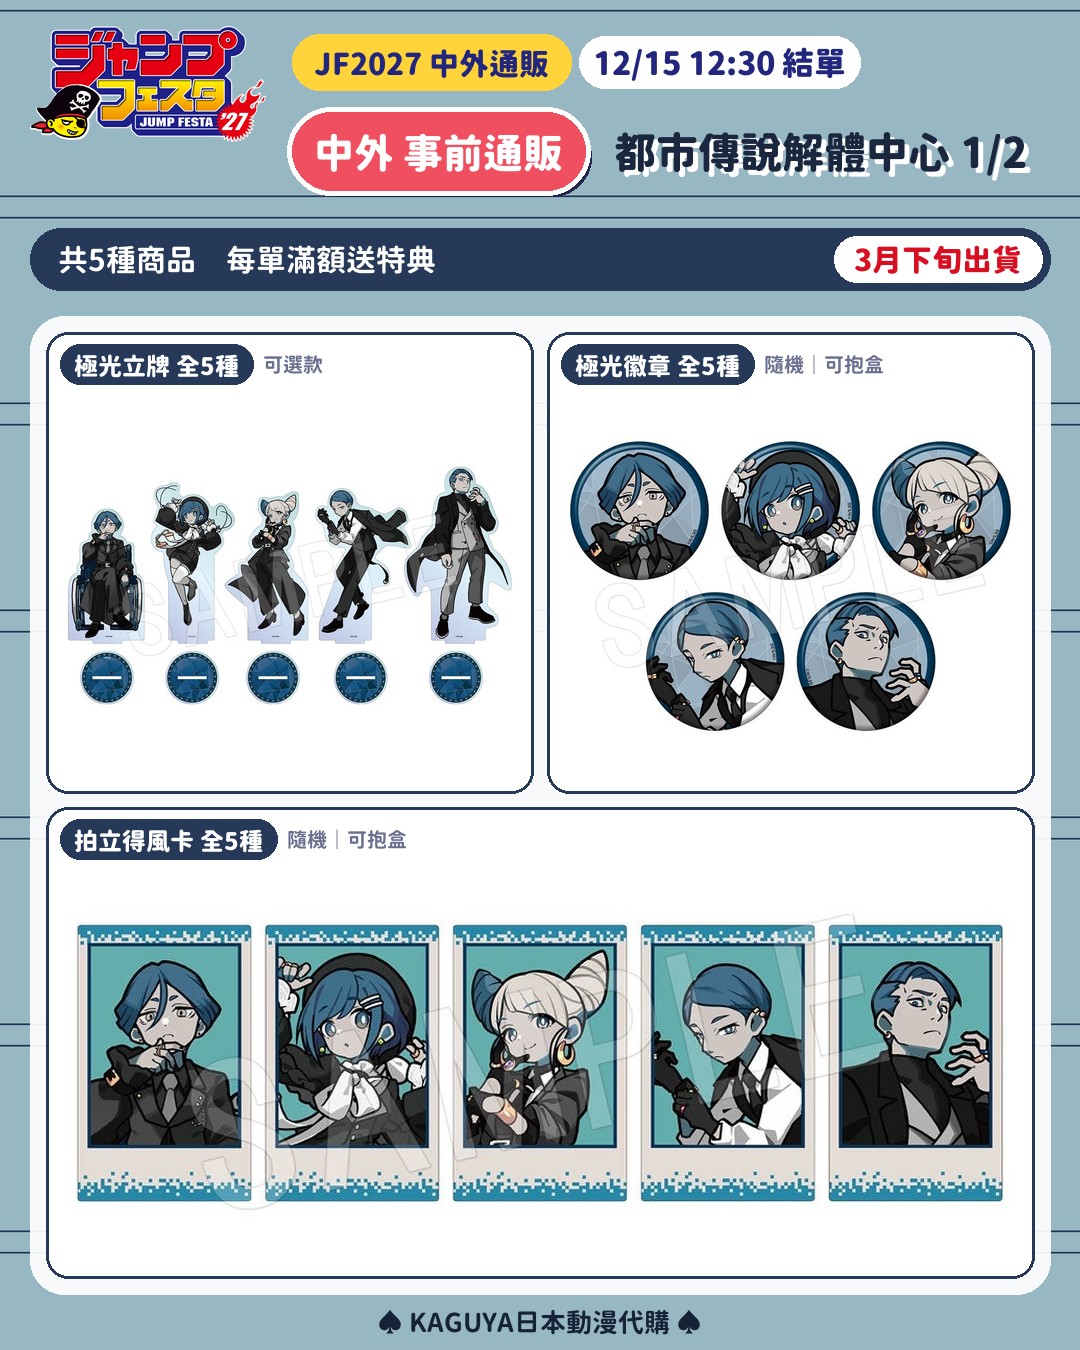 ジャンプ
フェスタ
JUMP FESTA '27
JF2027 中外通販
12/15 12:30 結單
中外 事前通販
都市傳說解體中心 1/2
共5種商品 每單滿額送特典
3月下旬出貨
極光立牌 全5種 可選款
極光徽章 全5種 隨機｜可抱盒
SAMPLE
SAMPLE
拍立得風卡 全5種 隨機｜可抱盒
SAMPLE
♠ KAGUYA日本動漫代購 ♠